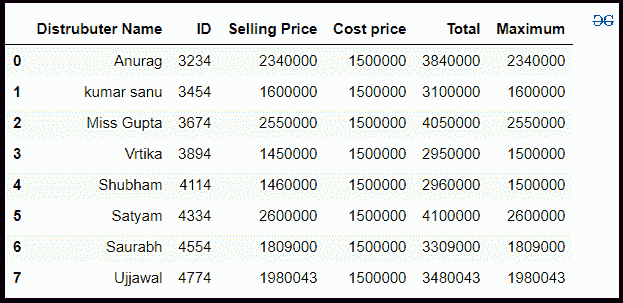 Distrubuter Name ID Selling Price Cost price Total Maximum
0 Anurag 3234 2340000 1500000 3840000 2340000
1 kumar sanu 3454 1600000 1500000 3100000 1600000
2 Miss Gupta 3674 2550000 1500000 4050000 2550000
3 Vrtika 3894 1450000 1500000 2950000 1500000
4 Shubham 4114 1460000 1500000 2960000 1500000
5 Satyam 4334 2600000 1500000 4100000 2600000
6 Saurabh 4554 1809000 1500000 3309000 1809000
7 Ujjawal 4774 1980043 1500000 3480043 1980043